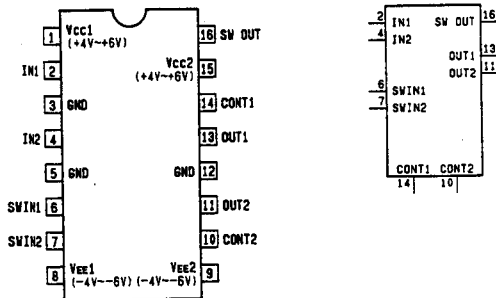 1 Vcc1 16 SW OUT
(+4V~+6V)
IN1 2 Vcc2 15
(+4V~+6V)
3 GND 14 CONT1
IN2 4 13 OUT1
5 GND GND 12
SWIN1 6 11 OUT2
SWIN2 7 10 CONT2
8 VEE1 VEE2 9
(-4V~-6V) (-4V~-6V)
2 IN1 SW OUT 16
4 IN2
OUT1 13
OUT2 11
6 SWIN1
7 SWIN2
CONT1 CONT2
14 10